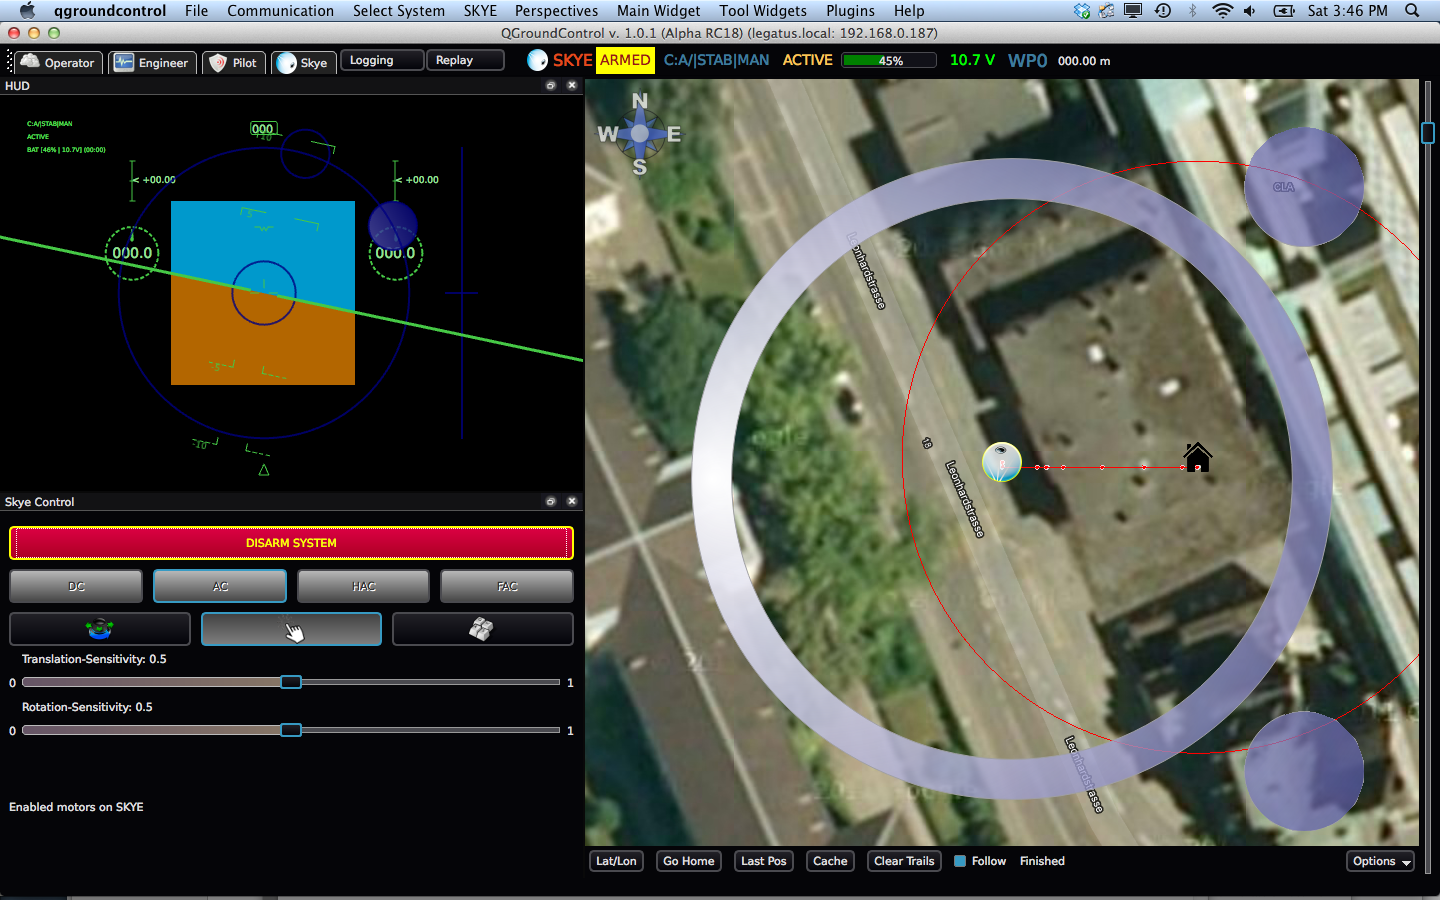 qgroundcontrol File Communication Select System SKYE Perspectives Main Widget Tool Widgets Plugins Help Sat 3:46 PM
QGroundControl v. 1.0.1 (Alpha RC18) (legatus.local: 192.168.0.187)
Operator Engineer Pilot Skye Logging Replay SKYE ARMED C:A/|STAB|MAN ACTIVE 45% 10.7 V WP0 000.00 m
HUD
C:A/|STAB|MAN
ACTIVE
BAT [46% | 10.7V] (00:00)
000
< +00.00 < +00.00
000.0 000.0
-5
-10
N
W E
S
CLA
Leonhardstrasse
18
Leonhardstrasse
Leonhardstrasse
Skye Control
DISARM SYSTEM
DC AC HAC FAC
Translation-Sensitivity: 0.5
0 1
Rotation-Sensitivity: 0.5
0 1
Enabled motors on SKYE
Lat/Lon Go Home Last Pos Cache Clear Trails Follow Finished Options